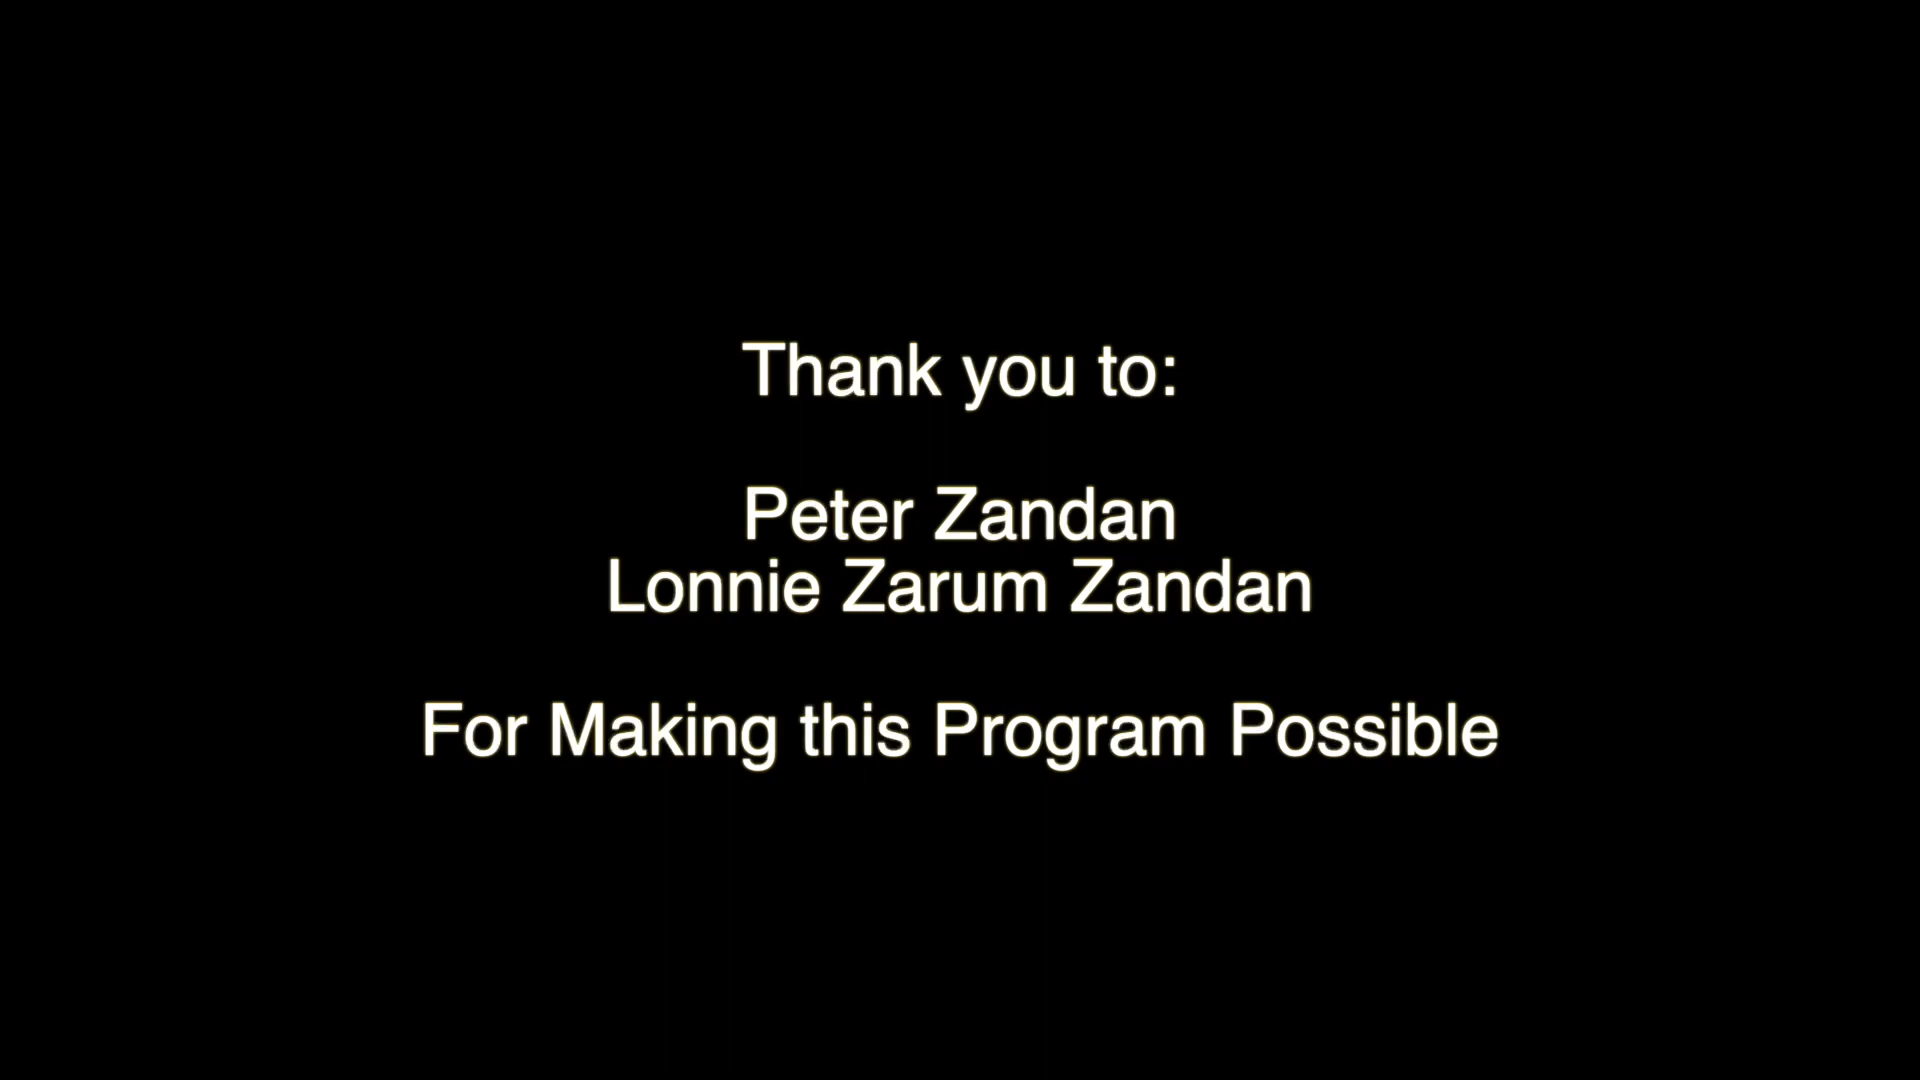 Thank you to:
Peter Zandan
Lonnie Zarum Zandan
For Making this Program Possible